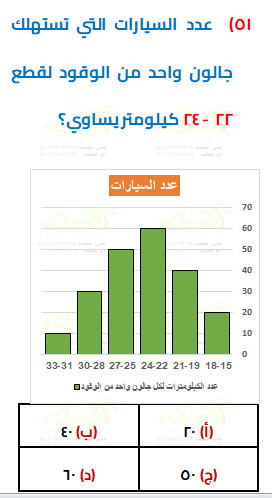 ٥١) عدد السيارات التي تستهلك
جالون واحد من الوقود لقطع
٢٢ -٢٤ كيلومتريساوي؟
عدد السيارات
70
60
50
40
30
20
10
0
33-31 30-28 27-25 24-22 21-19 18-15
عدد الكيلومترات لكل جالون واحد من الوقود
(أ) ٢٠ (ب) ٤٠
(ج) ٥٠ (د) ٦٠